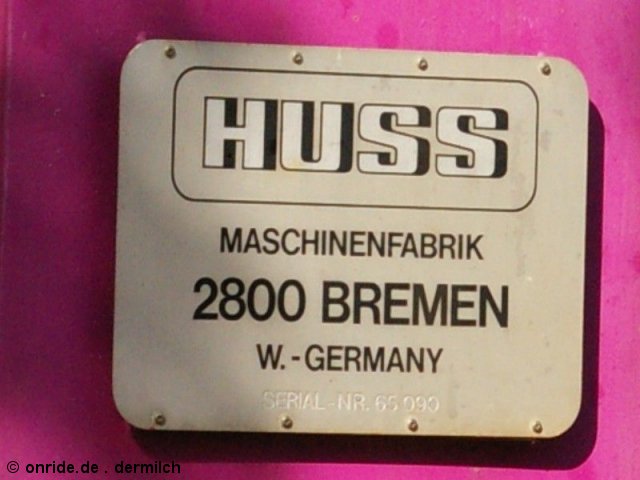 HUSS
MASCHINENFABRIK
2800 BREMEN
W.-GERMANY
SERIAL-NR. 65 090
© onride.de . dermilch